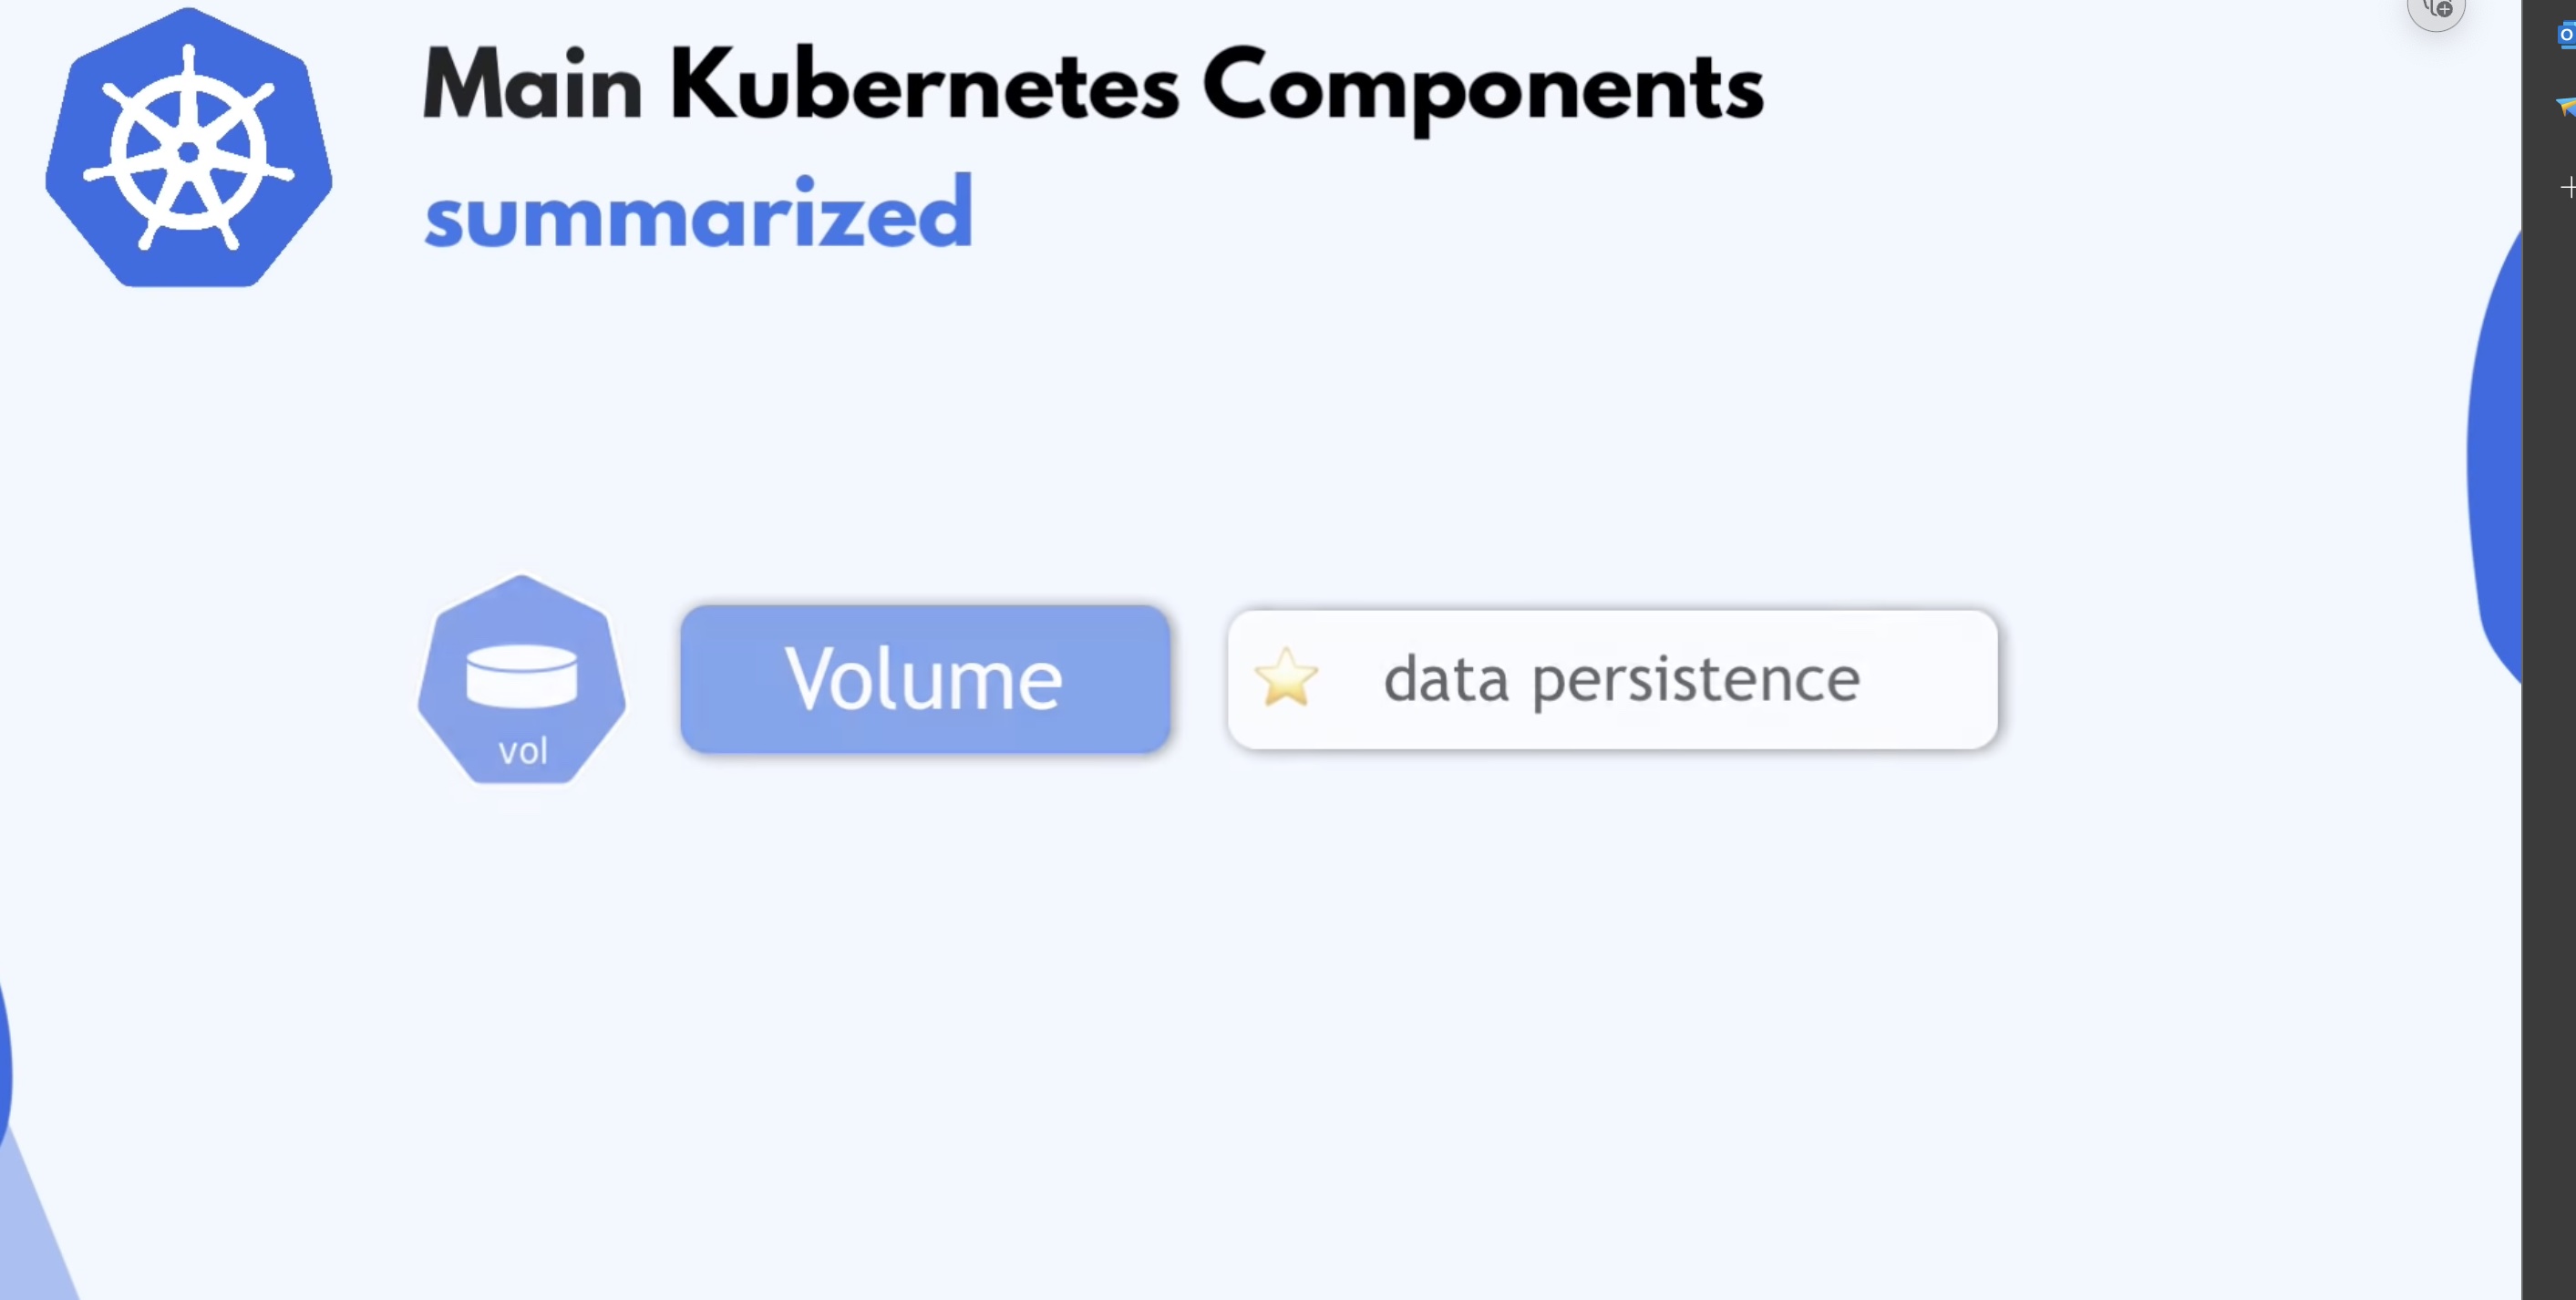 Main Kubernetes Components
summarized
Volume
data persistence
vol